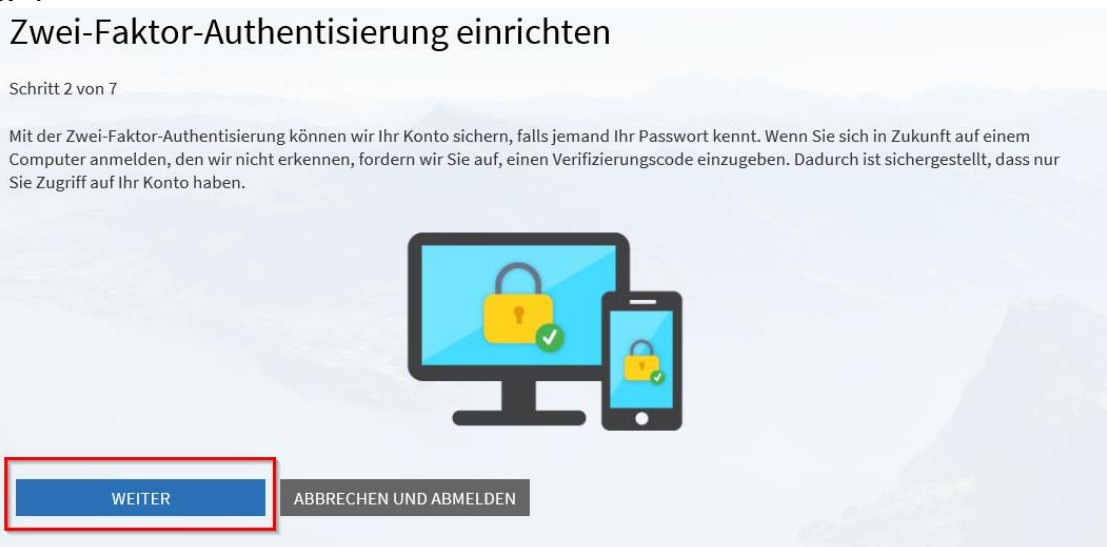 Zwei-Faktor-Authentisierung einrichten
Schritt 2 von 7
Mit der Zwei-Faktor-Authentisierung können wir Ihr Konto sichern, falls jemand Ihr Passwort kennt. Wenn Sie sich in Zukunft auf einem
Computer anmelden, den wir nicht erkennen, fordern wir Sie auf, einen Verifizierungscode einzugeben. Dadurch ist sichergestellt, dass nur
Sie Zugriff auf Ihr Konto haben.
WEITER ABBRECHEN UND ABMELDEN